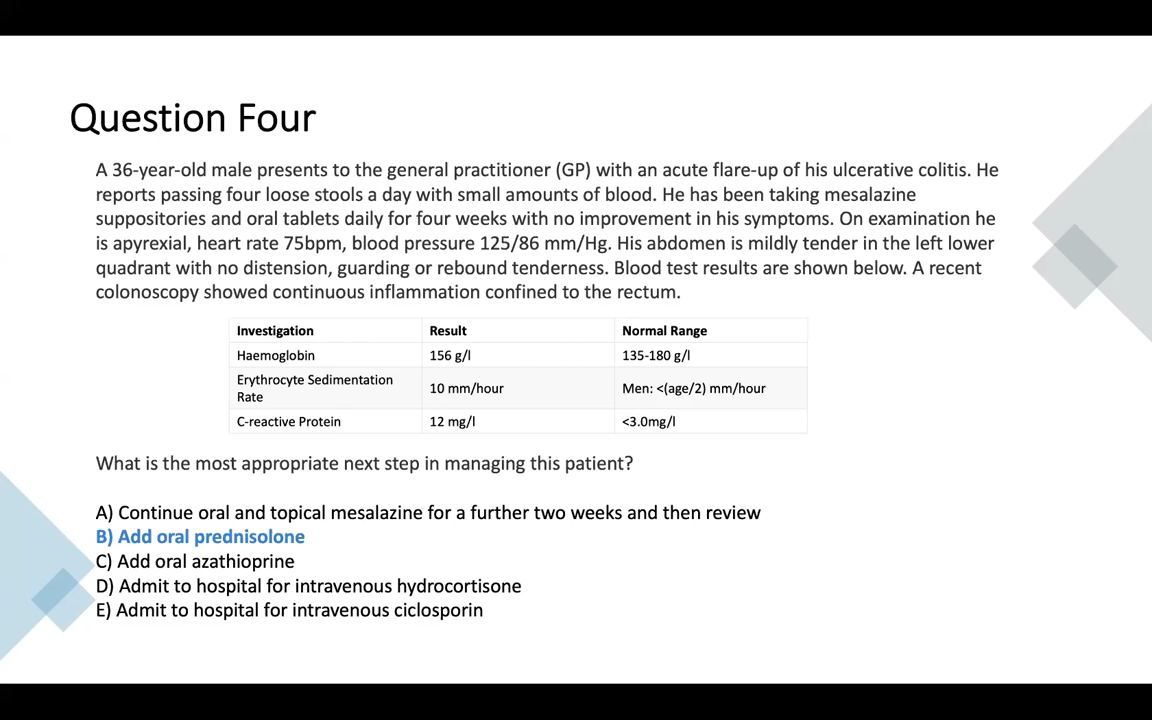 Question Four
A 36-year-old male presents to the general practitioner (GP) with an acute flare-up of his ulcerative colitis. He
reports passing four loose stools a day with small amounts of blood. He has been taking mesalazine
suppositories and oral tablets daily for four weeks with no improvement in his symptoms. On examination he
is apyrexial, heart rate 75bpm, blood pressure 125/86 mm/Hg. His abdomen is mildly tender in the left lower
quadrant with no distension, guarding or rebound tenderness. Blood test results are shown below. A recent
colonoscopy showed continuous inflammation confined to the rectum.
Investigation Result Normal Range
Haemoglobin 156 g/l 135-180 g/l
Erythrocyte Sedimentation
Rate 10 mm/hour Men: <(age/2) mm/hour
C-reactive Protein 12 mg/l <3.0mg/l
What is the most appropriate next step in managing this patient?
A) Continue oral and topical mesalazine for a further two weeks and then review
B) Add oral prednisolone
C) Add oral azathioprine
D) Admit to hospital for intravenous hydrocortisone
E) Admit to hospital for intravenous ciclosporin